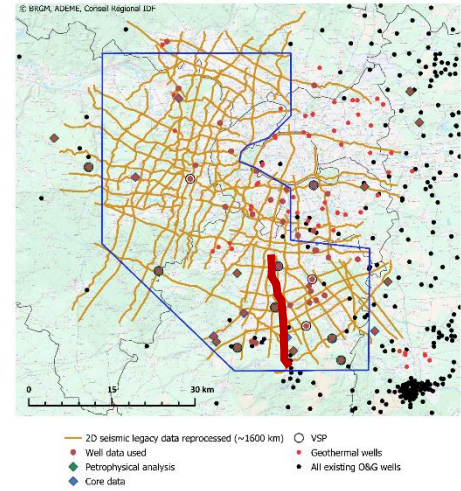 © BRGM, ADEME, Conseil Régional IDF
0 15 30 km
2D seismic legacy data reprocessed (~1600 km)
VSP
Well data used
Geothermal wells
Petrophysical analysis
All existing O&G wells
Core data